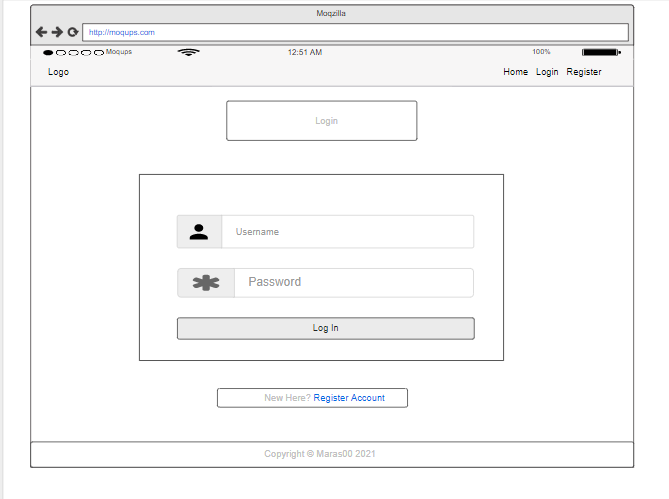 Moqzilla
http://moqups.com
Moqups 12:51 AM 100%
Logo Home Login Register
Login
Username
Password
Log In
New Here? Register Account
Copyright © Maras00 2021